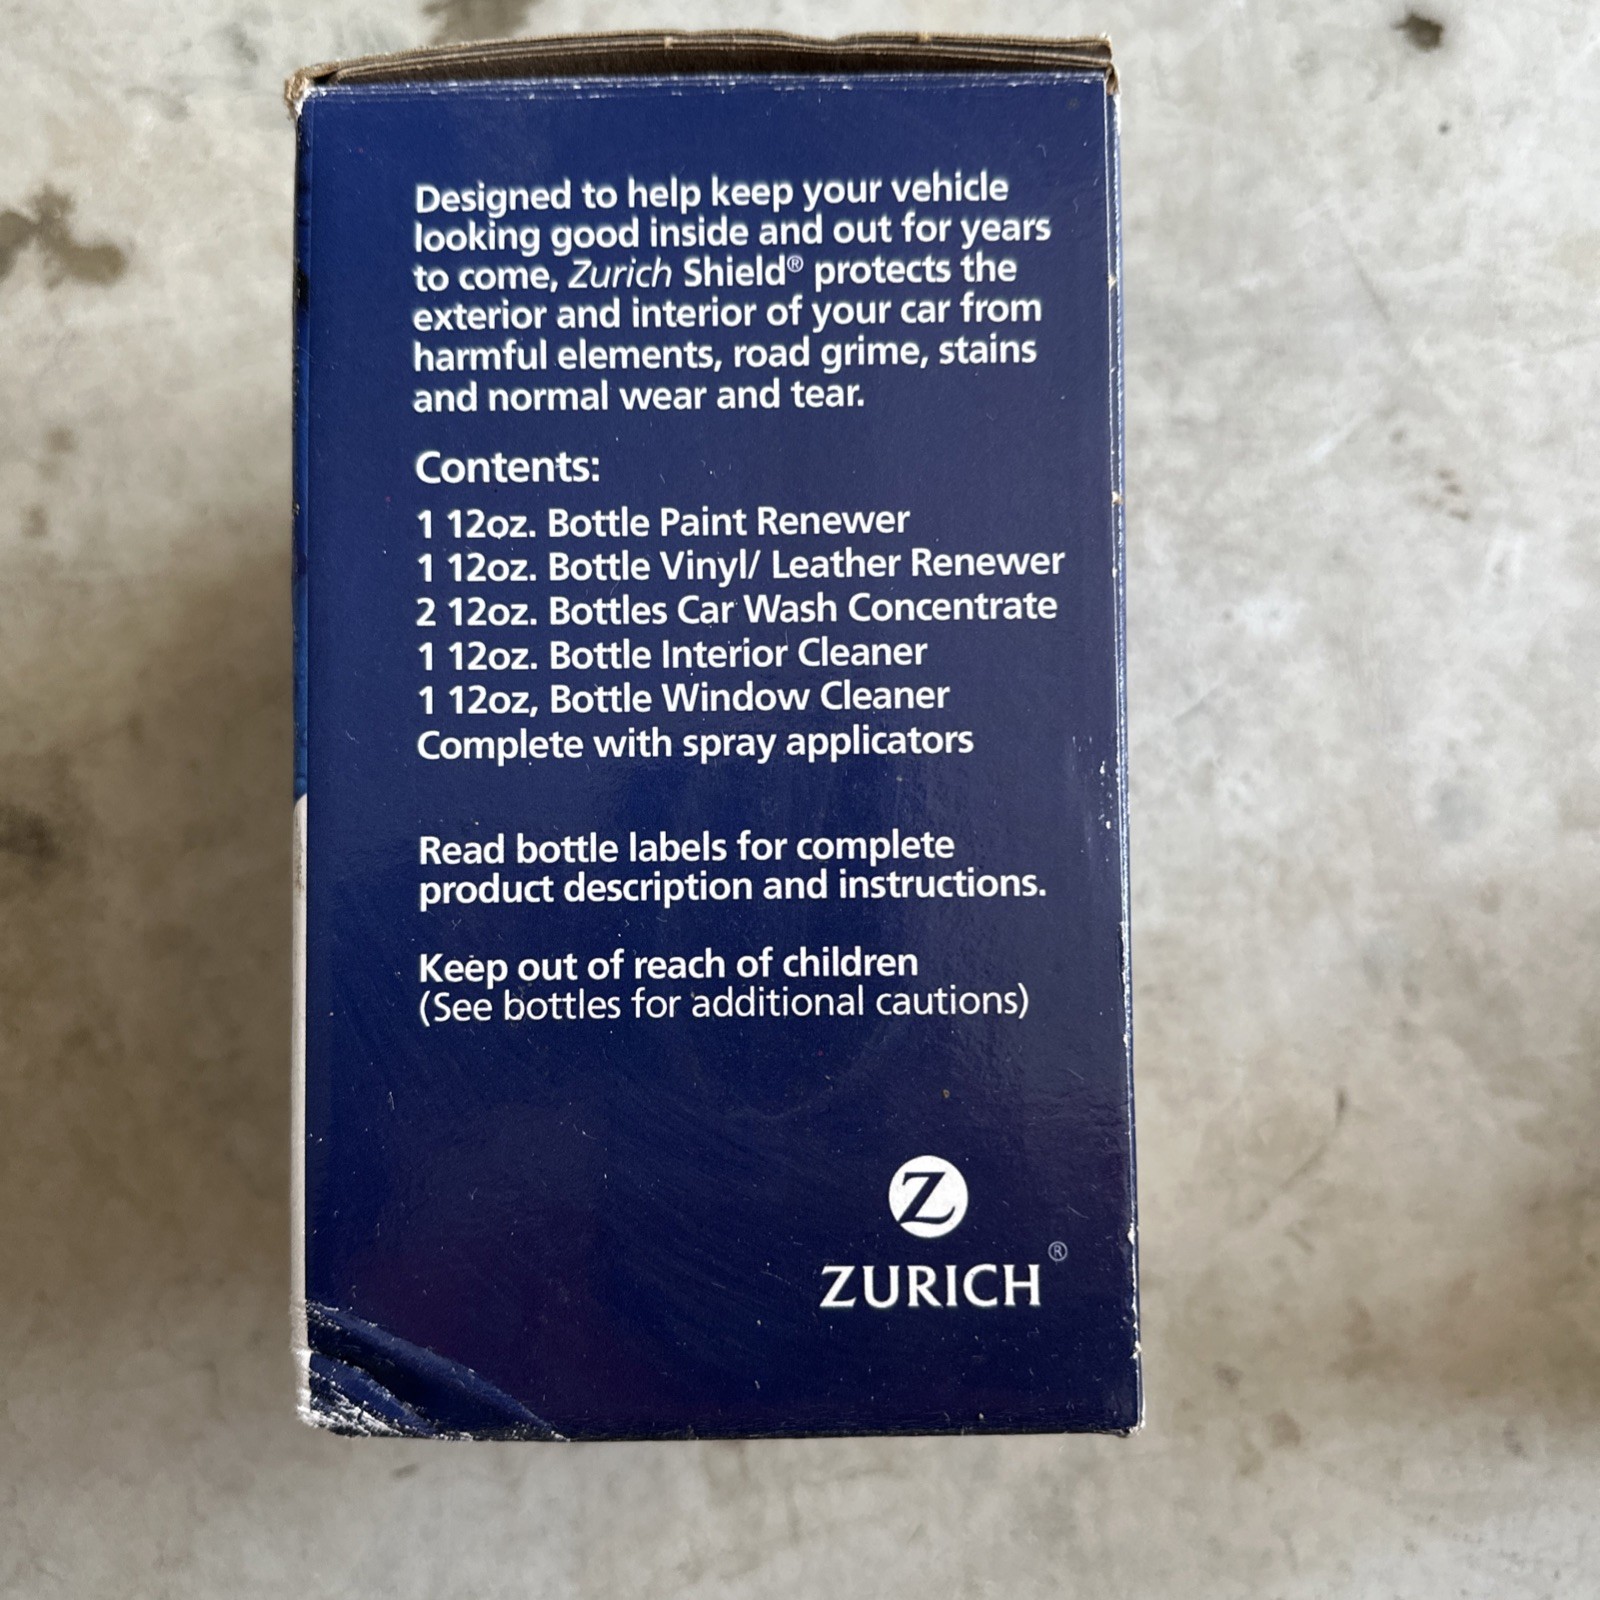 Designed to help keep your vehicle
looking good inside and out for years
to come, Zurich Shield® protects the
exterior and interior of your car from
harmful elements, road grime, stains
and normal wear and tear.
Contents:
1 12oz. Bottle Paint Renewer
1 12oz. Bottle Vinyl/ Leather Renewer
2 12oz. Bottles Car Wash Concentrate
1 12oz. Bottle Interior Cleaner
1 12oz, Bottle Window Cleaner
Complete with spray applicators
Read bottle labels for complete
product description and instructions.
Keep out of reach of children
(See bottles for additional cautions)
Z
ZURICH®